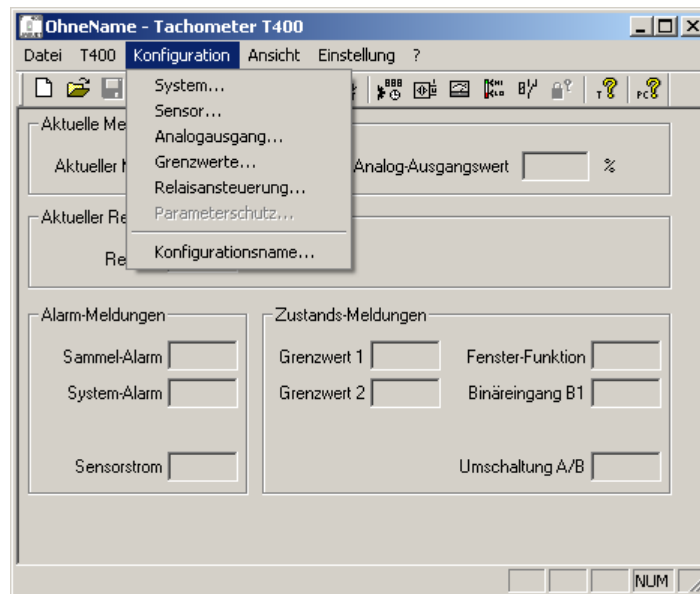 OhneName - Tachometer T400
Datei T400 Konfiguration Ansicht Einstellung ?
System...
Sensor...
Analogausgang...
Grenzwerte...
Relaisansteuerung...
Parameterschutz...
Konfigurationsname...
Aktuelle Me
Aktueller
Analog-Ausgangswert %
Aktueller Re
Re
Alarm-Meldungen
Sammel-Alarm
System-Alarm
Sensorstrom
Zustands-Meldungen
Grenzwert 1 Fenster-Funktion
Grenzwert 2 Binäreingang B1
Umschaltung A/B
NUM